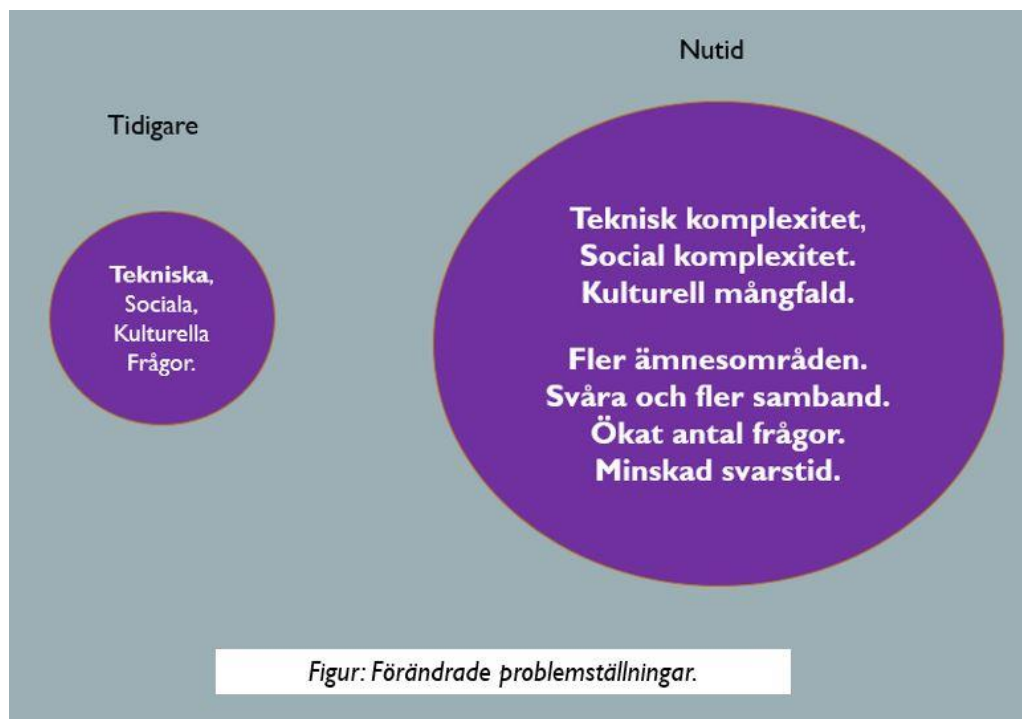 Tidigare
Tekniska,
Sociala,
Kulturella
Frågor.
Nutid
Teknisk komplexitet,
Social komplexitet.
Kulturell mångfald.
Fler ämnesområden.
Svåra och fler samband.
Ökat antal frågor.
Minskad svarstid.
Figur: Förändrade problemställningar.